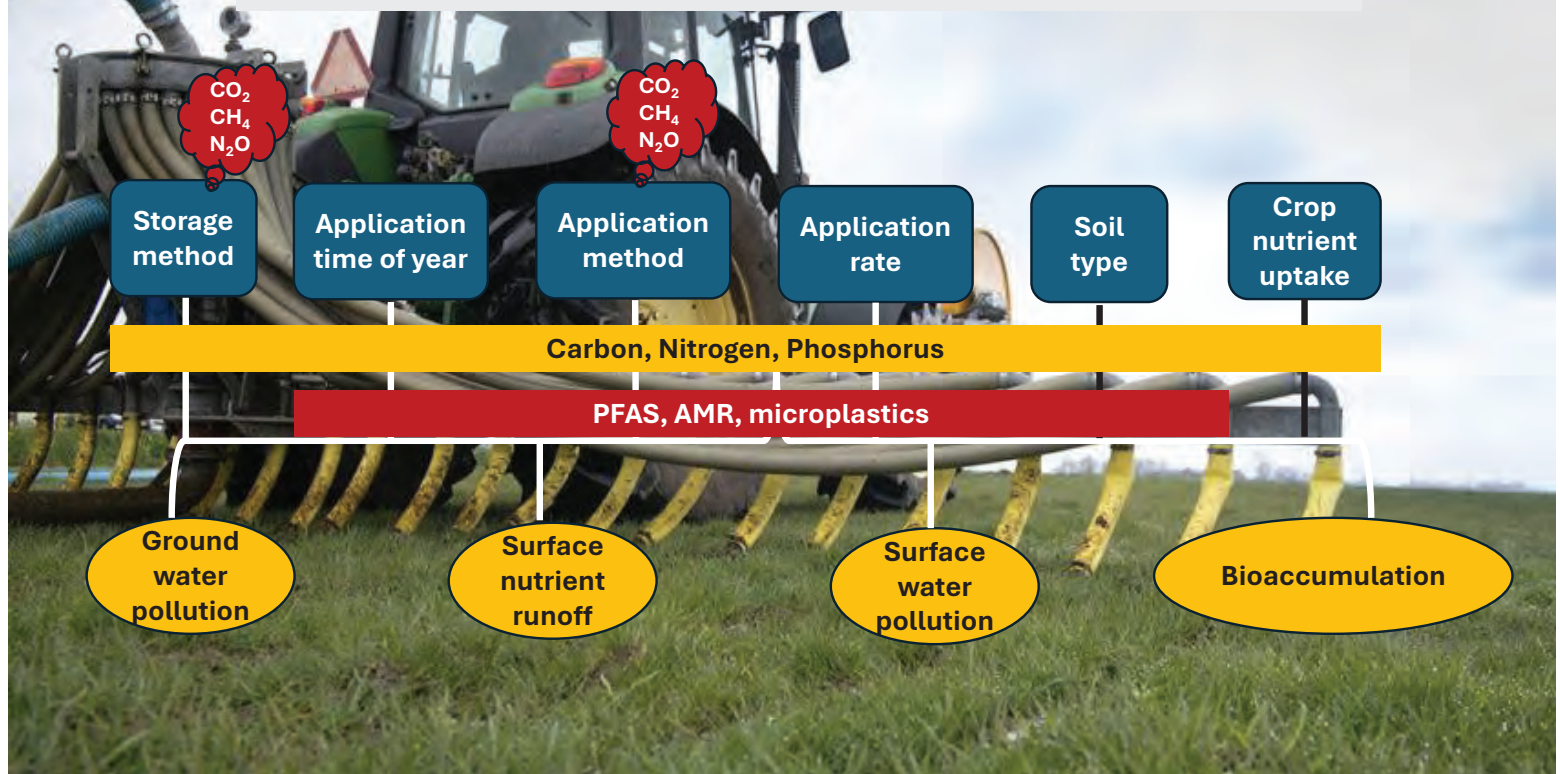 CO₂
CH₄
N₂O
CO₂
CH₄
N₂O
Storage
method
Application
time of year
Application
method
Application
rate
Soil
type
Crop
nutrient
uptake
Carbon, Nitrogen, Phosphorus
PFAS, AMR, microplastics
Ground
water
pollution
Surface
nutrient
runoff
Surface
water
pollution
Bioaccumulation